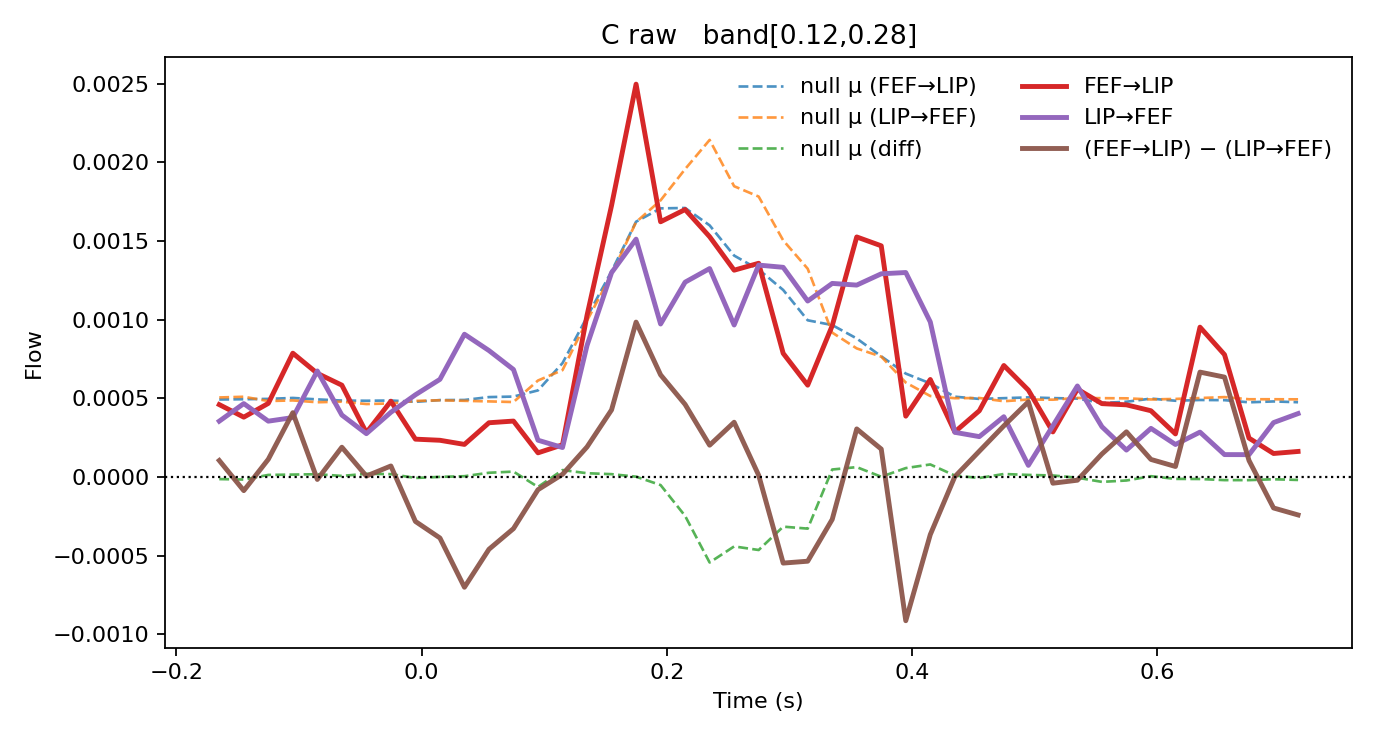 C raw   band[0.12,0.28]
null μ (FEF→LIP)
null μ (LIP→FEF)
null μ (diff)
FEF→LIP
LIP→FEF
(FEF→LIP) − (LIP→FEF)
Flow
0.0025
0.0020
0.0015
0.0010
0.0005
0.0000
−0.0005
−0.0010
−0.2
0.0
0.2
0.4
0.6
Time (s)